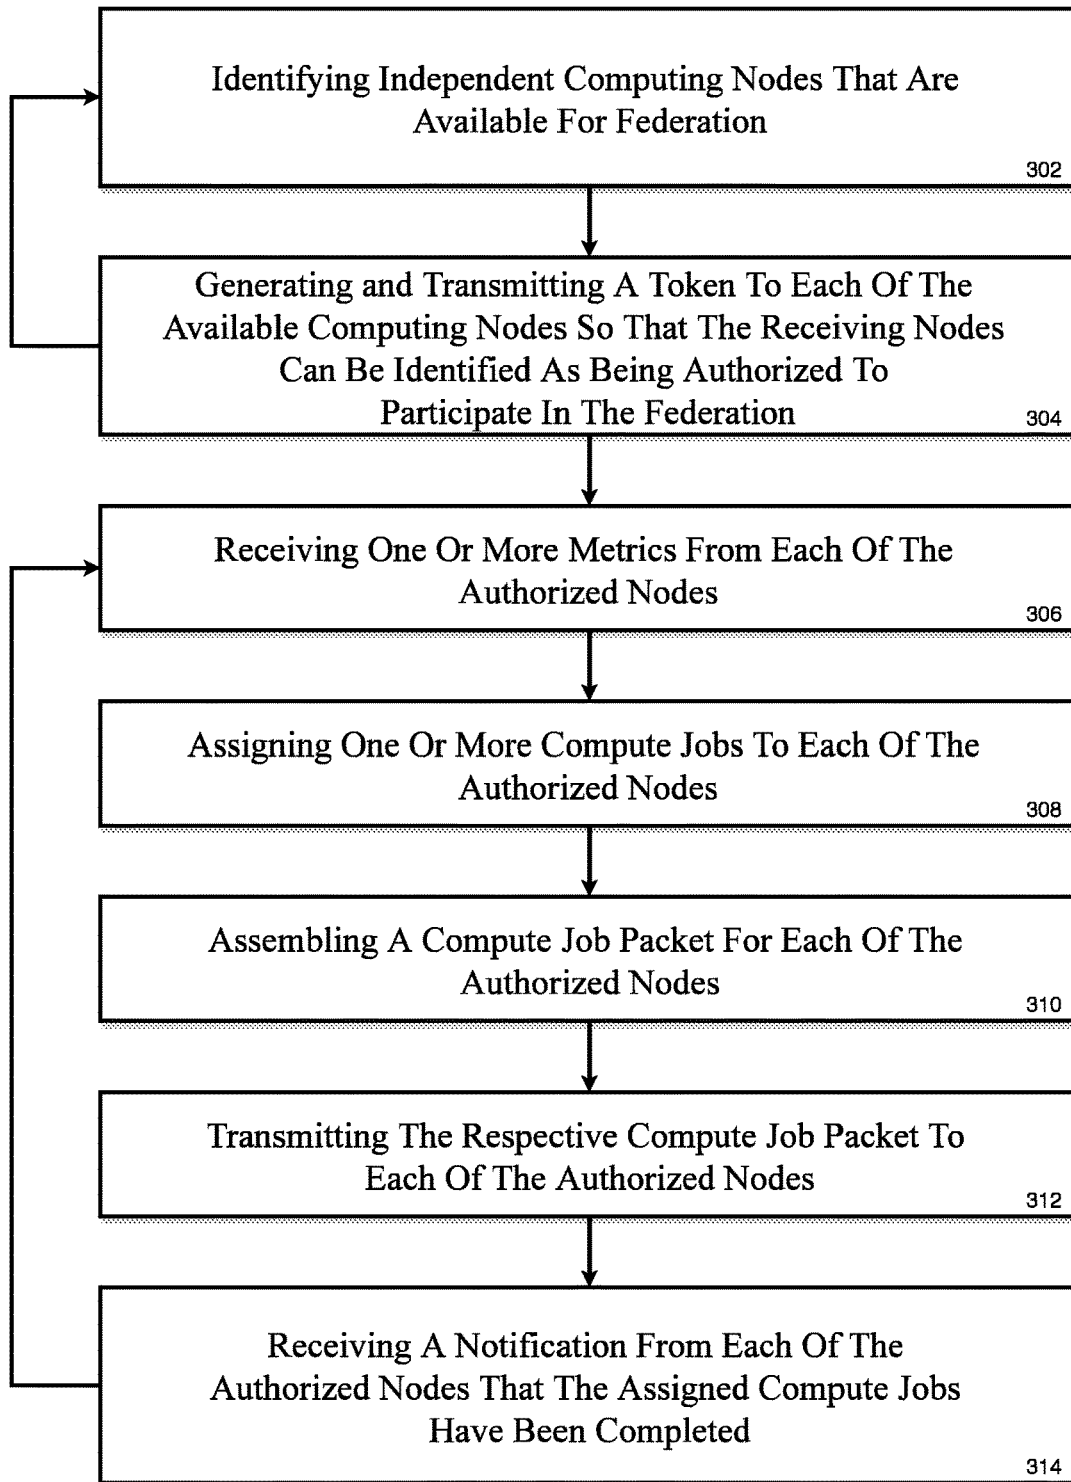 Identifying Independent Computing Nodes That Are
Available For Federation
302
Generating and Transmitting A Token To Each Of The
Available Computing Nodes So That The Receiving Nodes
Can Be Identified As Being Authorized To
Participate In The Federation
304
Receiving One Or More Metrics From Each Of The
Authorized Nodes
306
Assigning One Or More Compute Jobs To Each Of The
Authorized Nodes
308
Assembling A Compute Job Packet For Each Of The
Authorized Nodes
310
Transmitting The Respective Compute Job Packet To
Each Of The Authorized Nodes
312
Receiving A Notification From Each Of The
Authorized Nodes That The Assigned Compute Jobs
Have Been Completed
314